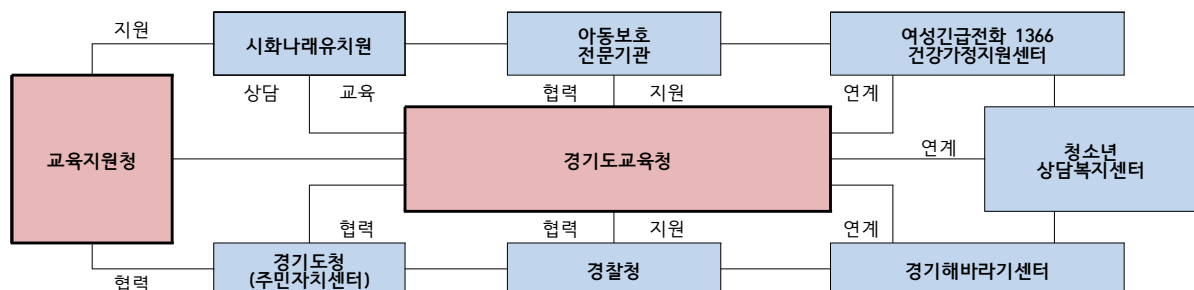 지원
시화나래유치원
아동보호
전문기관
여성긴급전화 1366
건강가정지원센터
상담 교육
협력 지원
연계
교육지원청
경기도교육청
연계
청소년
상담복지센터
협력
협력 지원
연계
협력
경기도청
(주민자치센터)
경찰청
경기해바라기센터